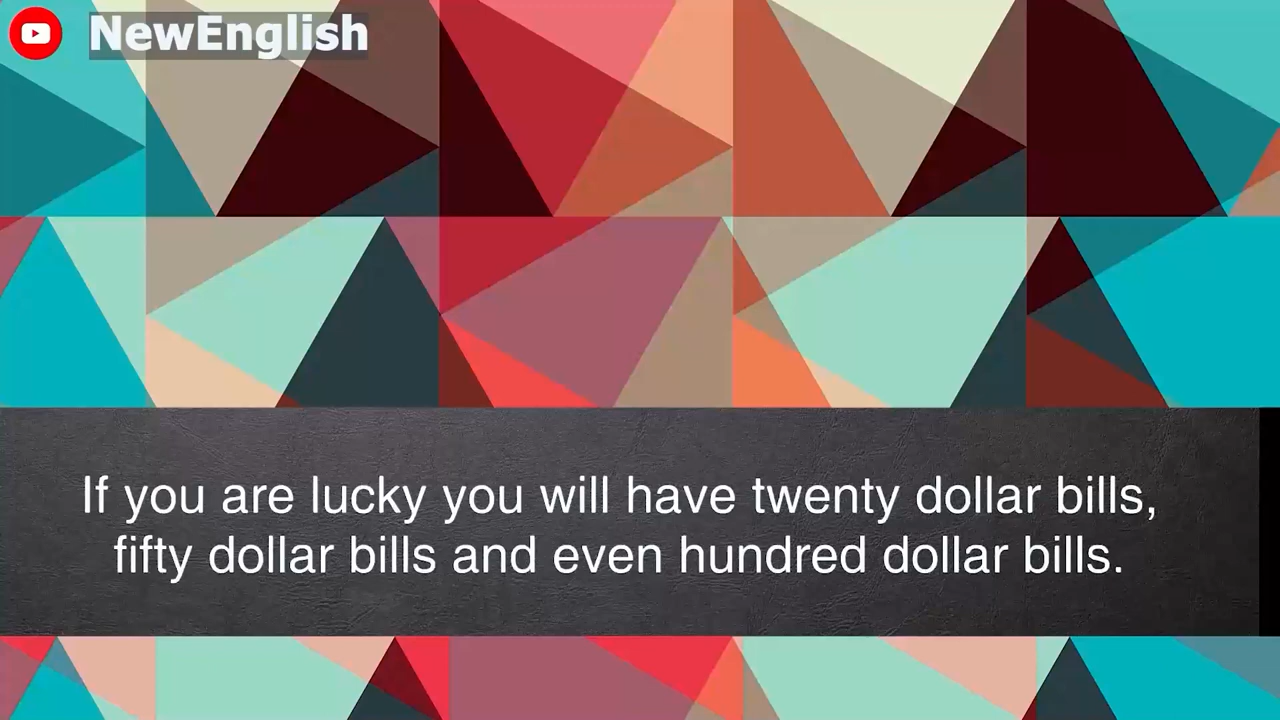 NewEnglish
If you are lucky you will have twenty dollar bills,
fifty dollar bills and even hundred dollar bills.